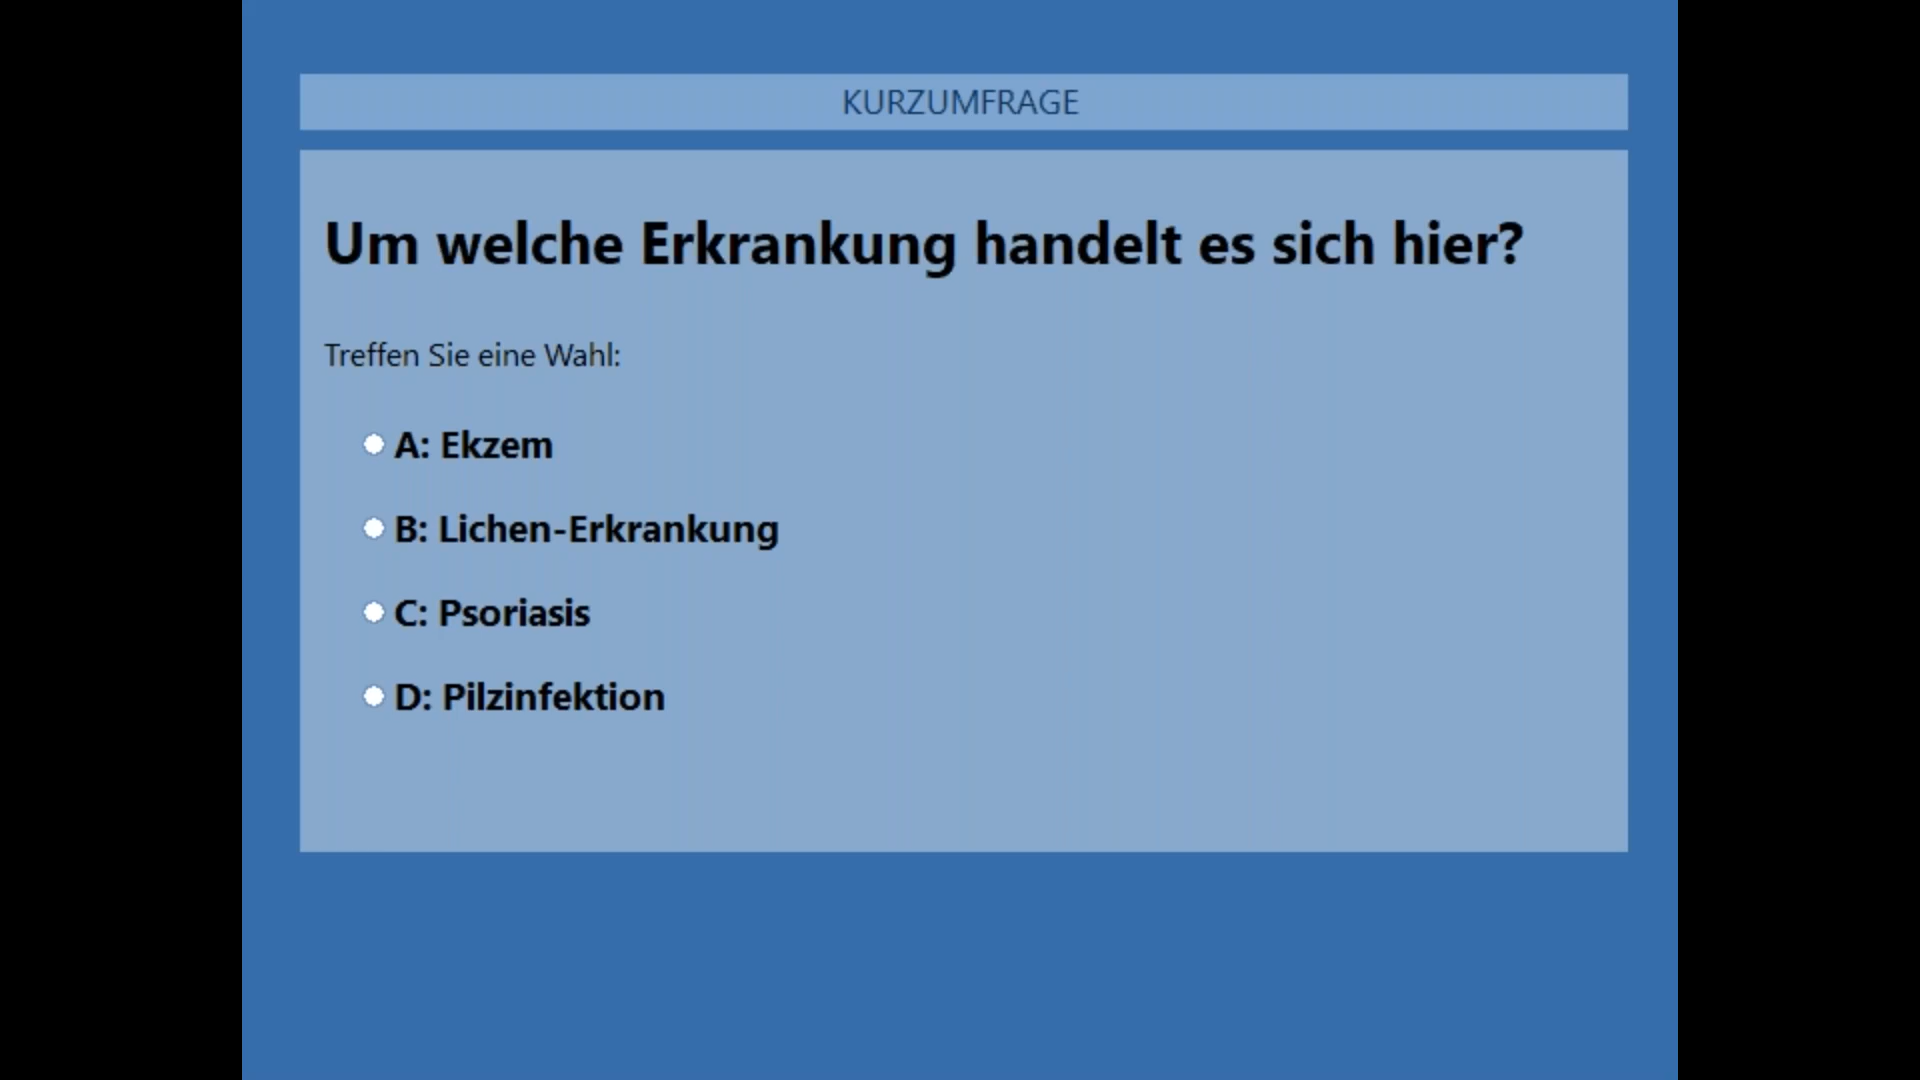 KURZUMFRAGE
Um welche Erkrankung handelt es sich hier?
Treffen Sie eine Wahl:
A: Ekzem
B: Lichen-Erkrankung
C: Psoriasis
D: Pilzinfektion